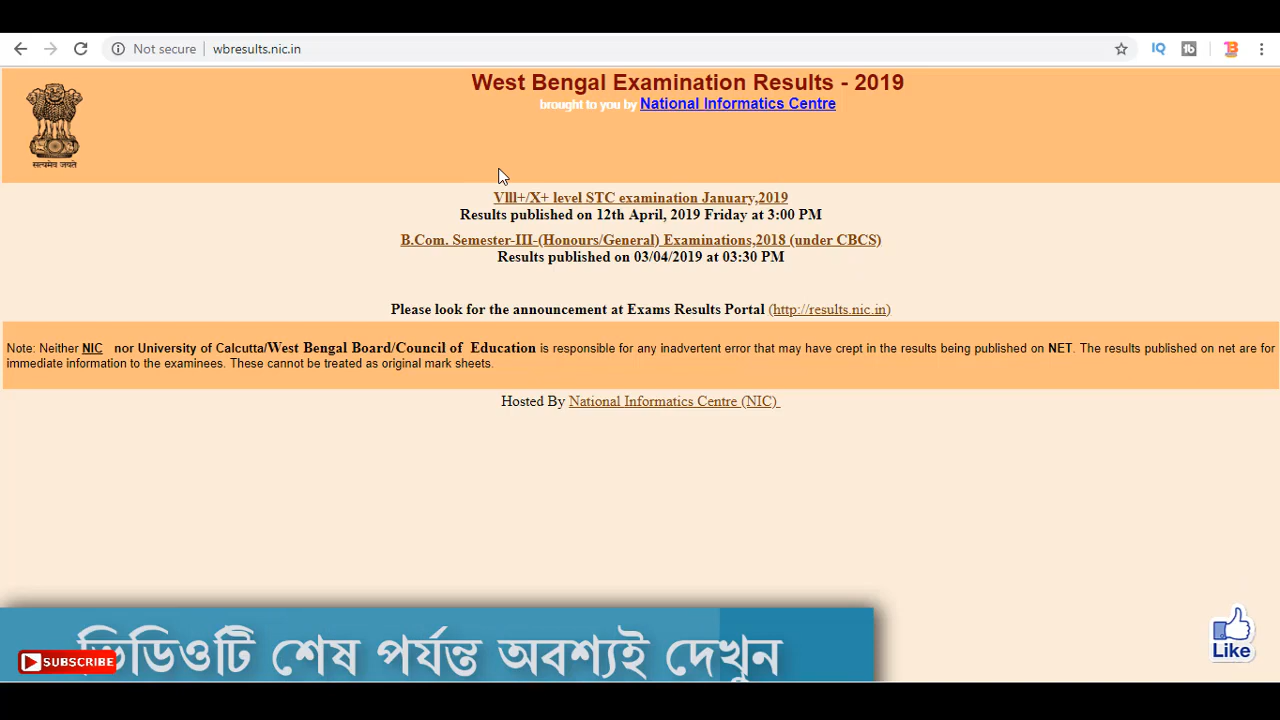 Not secure | wbresults.nic.in
West Bengal Examination Results - 2019
brought to you by National Informatics Centre
सत्यमेव जयते
Vlll+/X+ level STC examination January,2019
Results published on 12th April, 2019 Friday at 3:00 PM
B.Com. Semester-III-(Honours/General) Examinations,2018 (under CBCS)
Results published on 03/04/2019 at 03:30 PM
Please look for the announcement at Exams Results Portal (http://results.nic.in)
Note: Neither NIC nor University of Calcutta/West Bengal Board/Council of Education is responsible for any inadvertent error that may have crept in the results being published on NET. The results published on net are for
immediate information to the examinees. These cannot be treated as original mark sheets.
Hosted By National Informatics Centre (NIC)
ভিডিওটি শেষ পর্যন্ত অবশ্যই দেখুন
SUBSCRIBE
Like